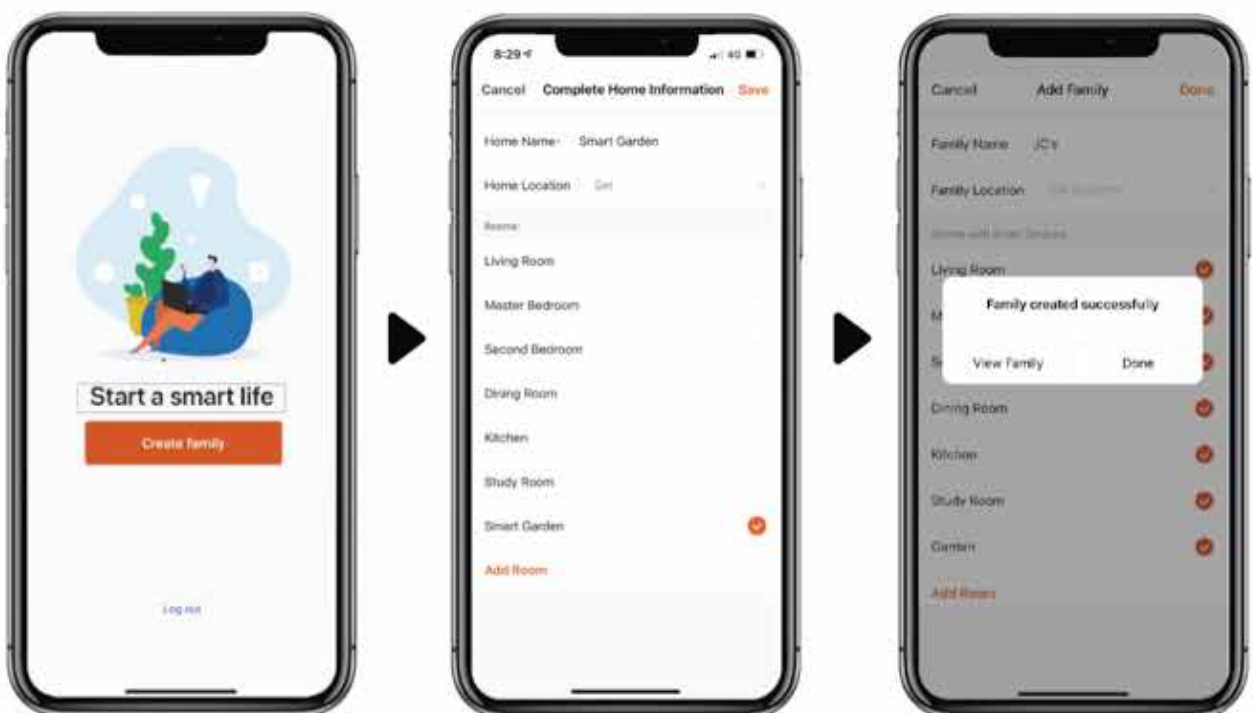 Start a smart life
Create family
Log out
8:29
4G
Cancel Complete Home Information Save
Home Name· Smart Garden
Home Location Set
Rooms
Living Room
Master Bedroom
Second Bedroom
Dining Room
Kitchen
Study Room
Smart Garden
Add Room
Cancel Add Family Done
Family Name JC's
Family Location
Living Room
Family created successfully
View Family Done
Dining Room
Kitchen
Study Room
Garden
Add Room